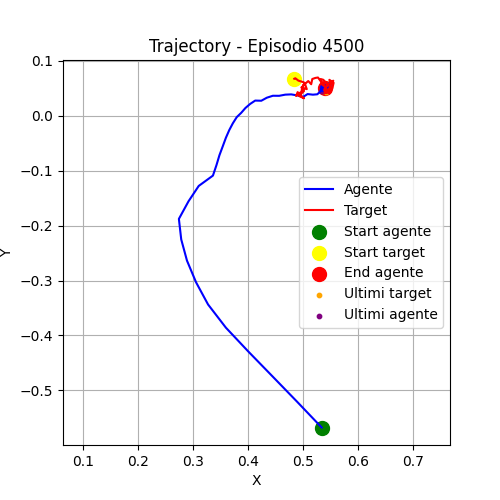 Trajectory - Episodio 4500
0.1
0.0
−0.1
−0.2
−0.3
−0.4
−0.5
Y
Agente
Target
Start agente
Start target
End agente
Ultimi target
Ultimi agente
0.1 0.2 0.3 0.4 0.5 0.6 0.7
X